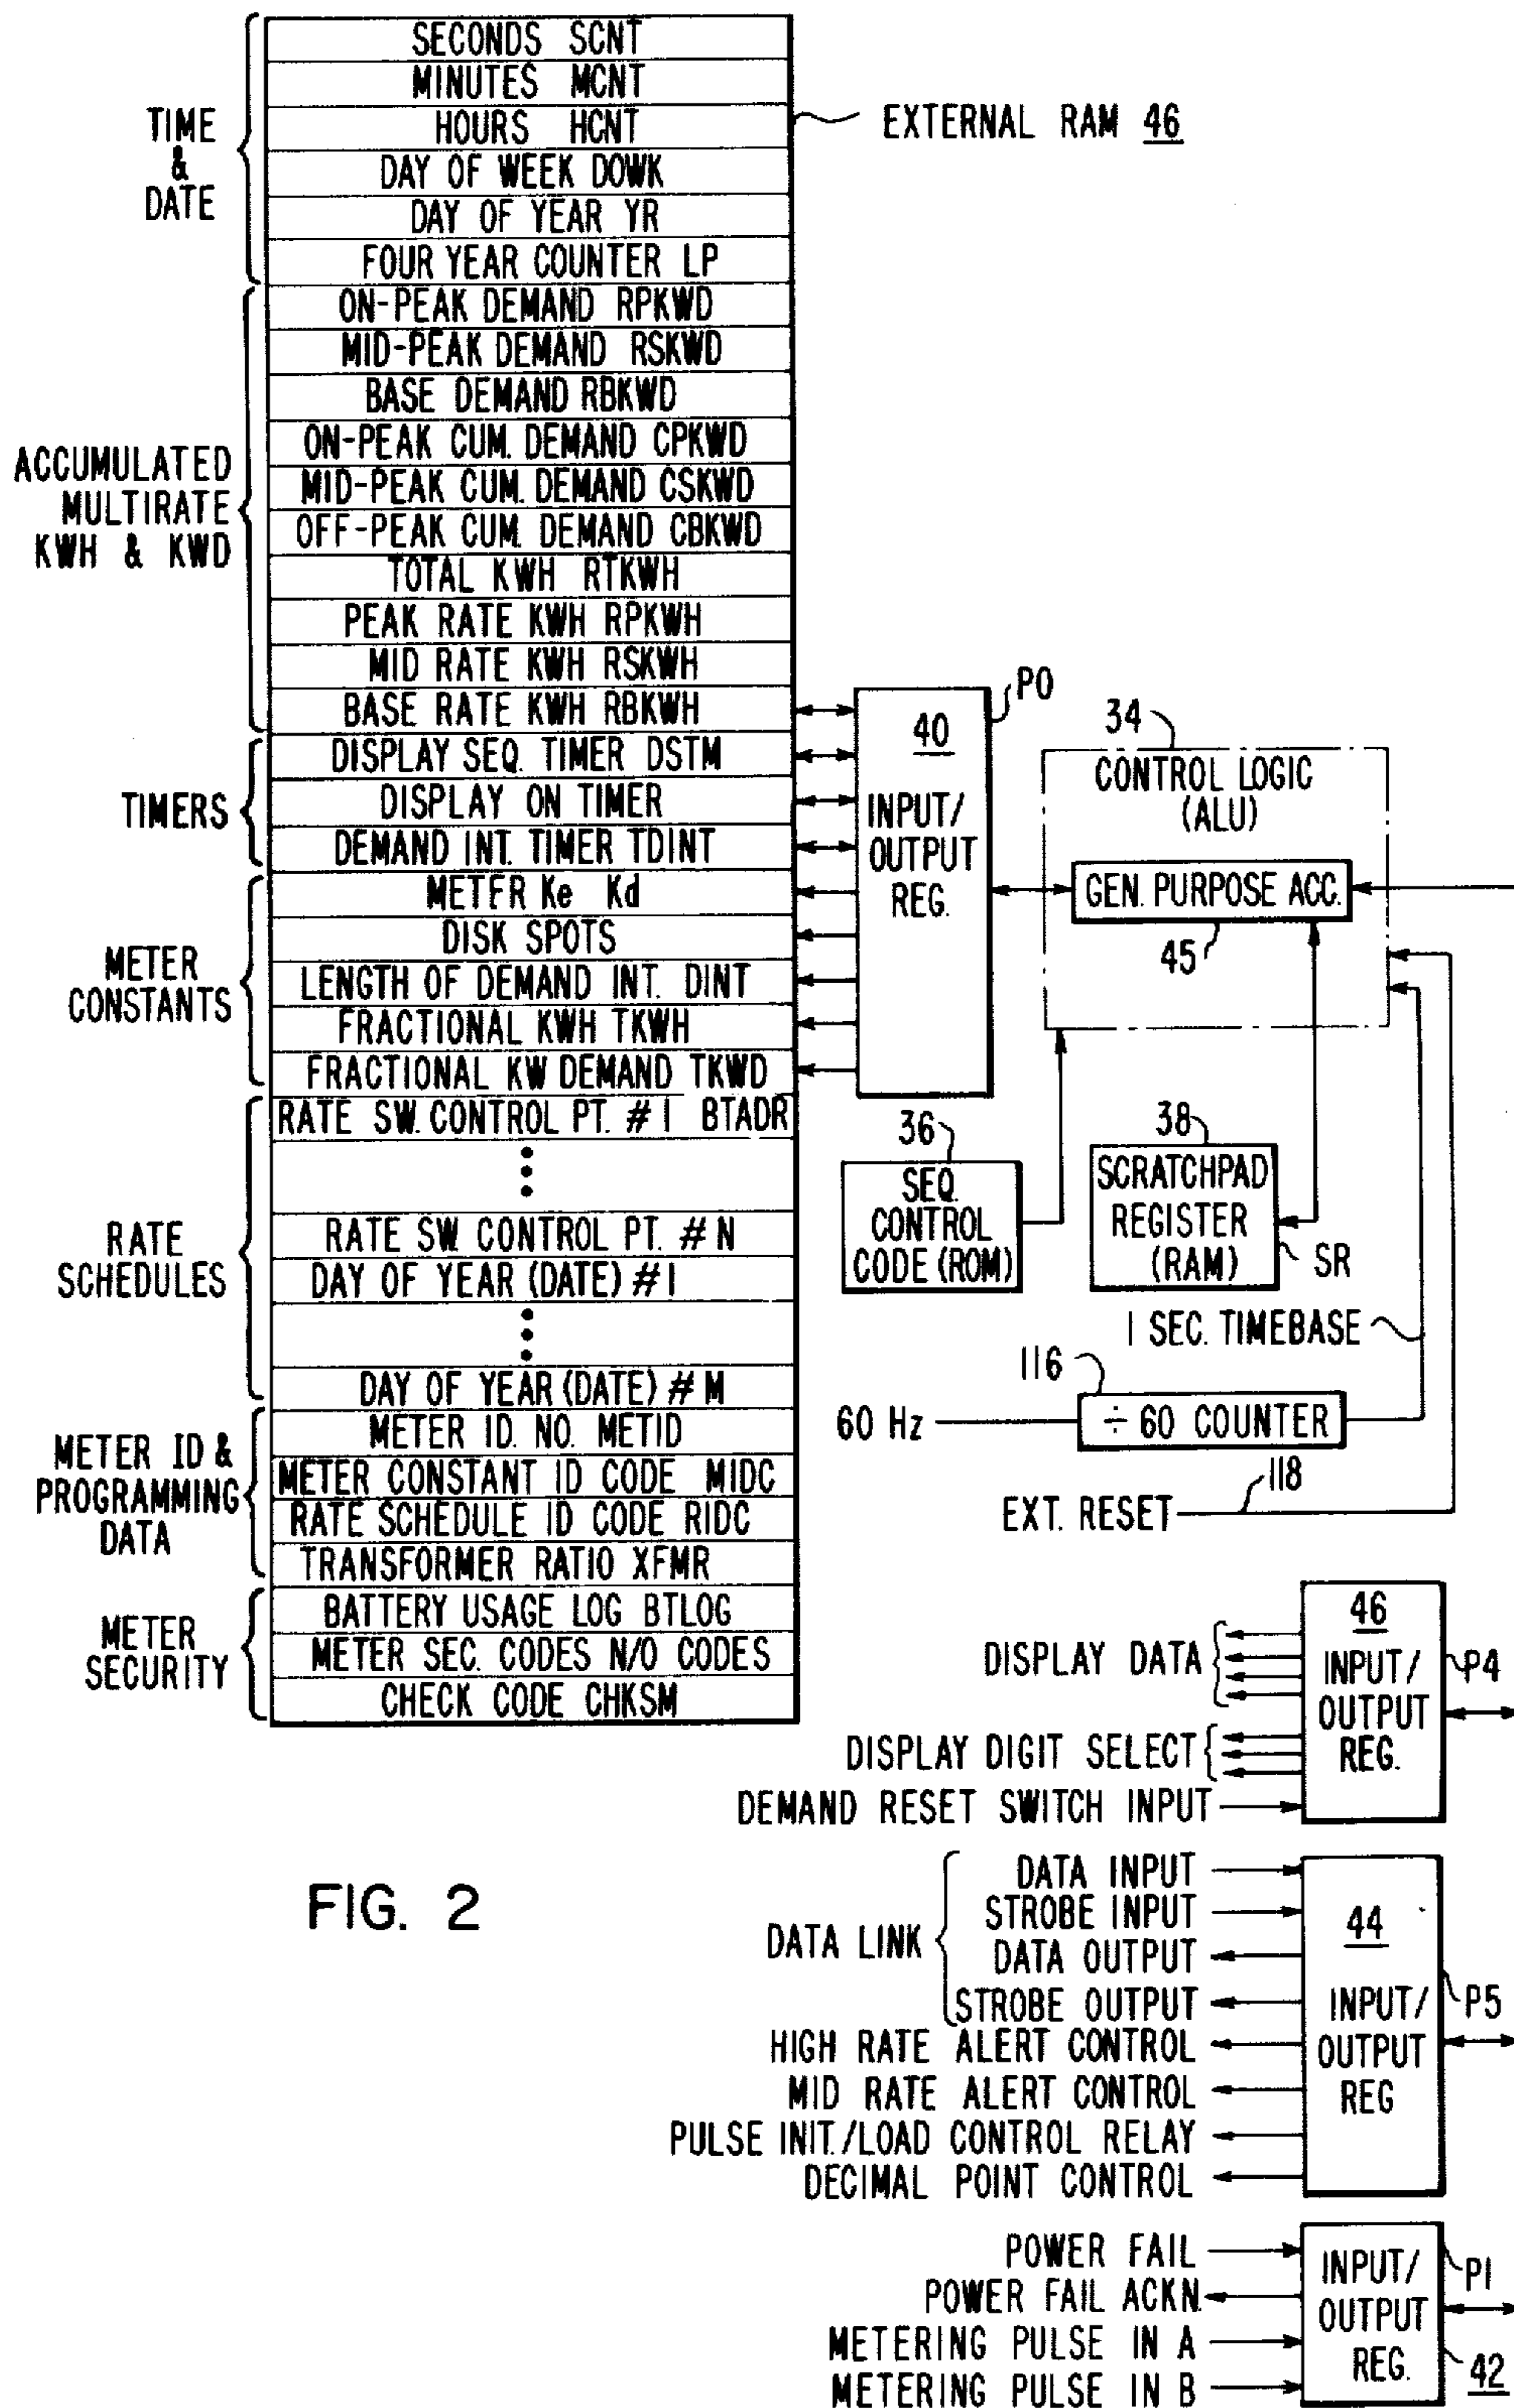 TIME
&
DATE
SECONDS SCNT
MINUTES MCNT
HOURS HCNT
DAY OF WEEK DOWK
DAY OF YEAR YR
FOUR YEAR COUNTER LP
EXTERNAL RAM 46
ACCUMULATED
MULTIRATE
KWH & KWD
ON-PEAK DEMAND RPKWD
MID-PEAK DEMAND RSKWD
BASE DEMAND RBKWD
ON-PEAK CUM. DEMAND CPKWD
MID-PEAK CUM. DEMAND CSKWD
OFF-PEAK CUM. DEMAND CBKWD
TOTAL KWH RTKWH
PEAK RATE KWH RPKWH
MID RATE KWH RSKWH
BASE RATE KWH RBKWH
TIMERS
DISPLAY SEQ. TIMER DSTM
DISPLAY ON TIMER
DEMAND INT. TIMER TDINT
METER
CONSTANTS
METER Ke Kd
DISK SPOTS
LENGTH OF DEMAND INT. DINT
FRACTIONAL KWH TKWH
FRACTIONAL KW DEMAND TKWD
RATE
SCHEDULES
RATE SW. CONTROL PT. #1 BTADR
RATE SW. CONTROL PT. #N
DAY OF YEAR (DATE) #1
DAY OF YEAR (DATE) #M
METER ID &
PROGRAMMING
DATA
METER ID. NO. METID
METER CONSTANT ID CODE MIDC
RATE SCHEDULE ID CODE RIDC
TRANSFORMER RATIO XFMR
METER
SECURITY
BATTERY USAGE LOG BTLOG
METER SEC. CODES N/O CODES
CHECK CODE CHKSM
P0
40
INPUT/
OUTPUT
REG.
34
CONTROL LOGIC
(ALU)
GEN. PURPOSE ACC.
45
36
SEQ.
CONTROL
CODE (ROM)
38
SCRATCHPAD
REGISTER
(RAM)
SR
1 SEC. TIMEBASE
116
60 Hz
÷ 60 COUNTER
EXT. RESET
118
DISPLAY DATA
DISPLAY DIGIT SELECT
DEMAND RESET SWITCH INPUT
46
INPUT/
OUTPUT
REG.
P4
FIG. 2
DATA LINK
DATA INPUT
STROBE INPUT
DATA OUTPUT
STROBE OUTPUT
HIGH RATE ALERT CONTROL
MID RATE ALERT CONTROL
PULSE INIT./LOAD CONTROL RELAY
DECIMAL POINT CONTROL
44
INPUT/
OUTPUT
REG
P5
POWER FAIL
POWER FAIL ACKN.
METERING PULSE IN A
METERING PULSE IN B
INPUT/
OUTPUT
REG.
P1
42